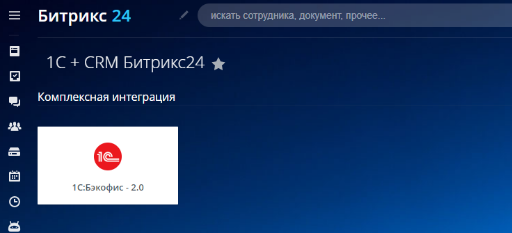 Битрикс 24
искать сотрудника, документ, прочее...
1С + CRM Битрикс24
Комплексная интеграция
1С
1С:Бэкофис - 2.0